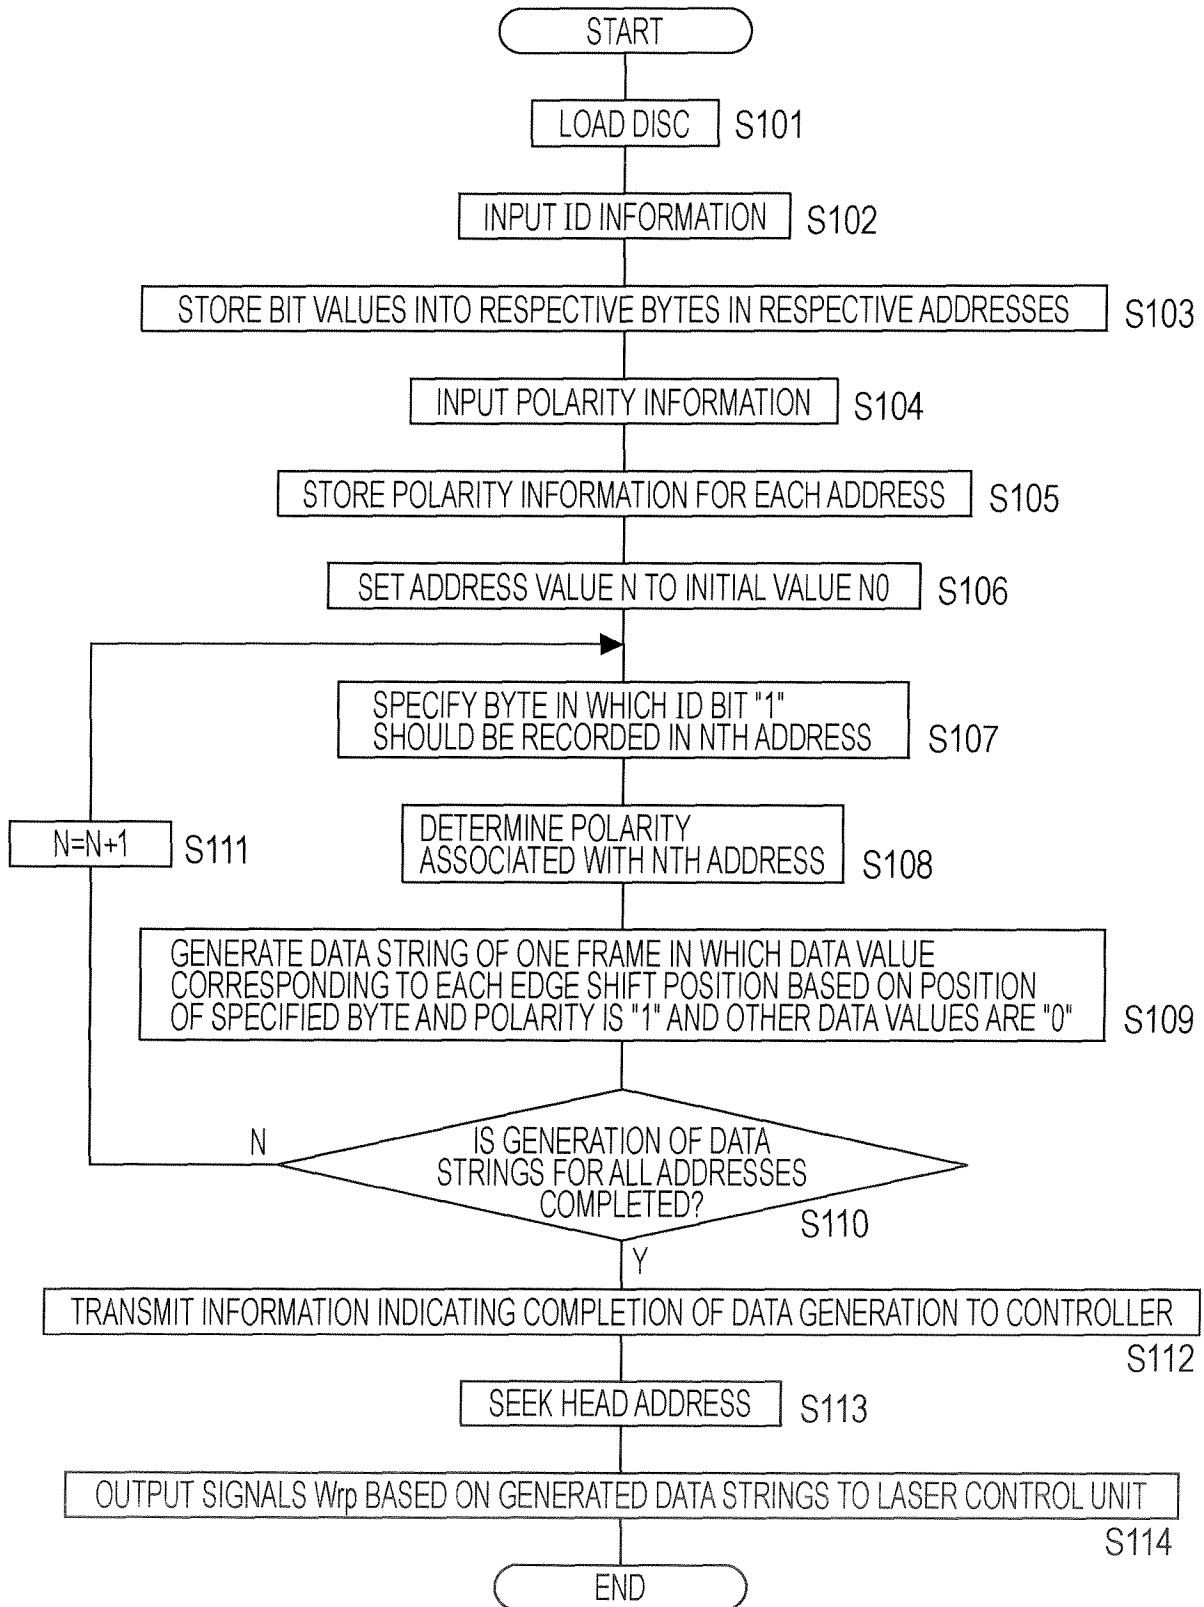 START
LOAD DISC S101
INPUT ID INFORMATION S102
STORE BIT VALUES INTO RESPECTIVE BYTES IN RESPECTIVE ADDRESSES S103
INPUT POLARITY INFORMATION S104
STORE POLARITY INFORMATION FOR EACH ADDRESS S105
SET ADDRESS VALUE N TO INITIAL VALUE N0 S106
SPECIFY BYTE IN WHICH ID BIT "1"
SHOULD BE RECORDED IN NTH ADDRESS S107
N=N+1 S111
DETERMINE POLARITY
ASSOCIATED WITH NTH ADDRESS S108
GENERATE DATA STRING OF ONE FRAME IN WHICH DATA VALUE
CORRESPONDING TO EACH EDGE SHIFT POSITION BASED ON POSITION
OF SPECIFIED BYTE AND POLARITY IS "1" AND OTHER DATA VALUES ARE "0" S109
N
IS GENERATION OF DATA
STRINGS FOR ALL ADDRESSES
COMPLETED?
S110
Y
TRANSMIT INFORMATION INDICATING COMPLETION OF DATA GENERATION TO CONTROLLER
S112
SEEK HEAD ADDRESS S113
OUTPUT SIGNALS Wrp BASED ON GENERATED DATA STRINGS TO LASER CONTROL UNIT
S114
END